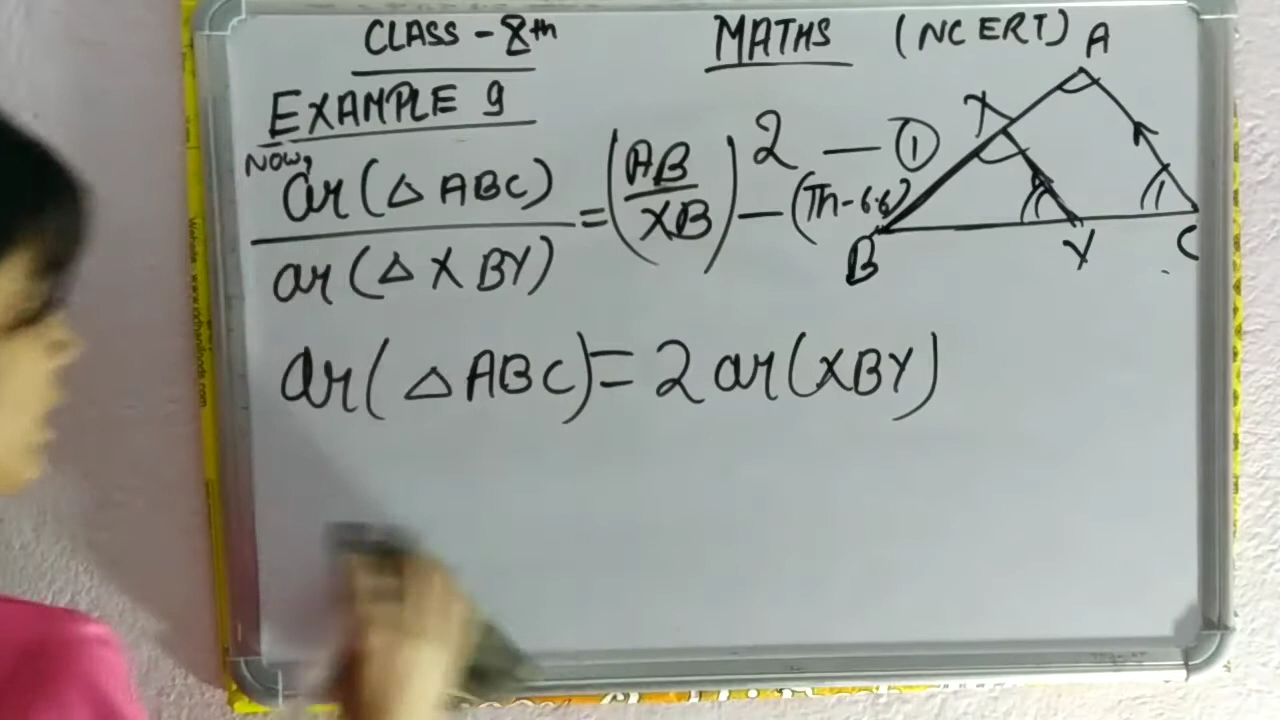 CLASS - 8th MATHS (NCERT)
EXAMPLE 9
NOW,
ar(△ABC) / ar(△XBY) = (AB / XB)2 — ①
— (Th-6.6)
ar(△ABC) = 2 ar(XBY)
A
X
B
Y
C